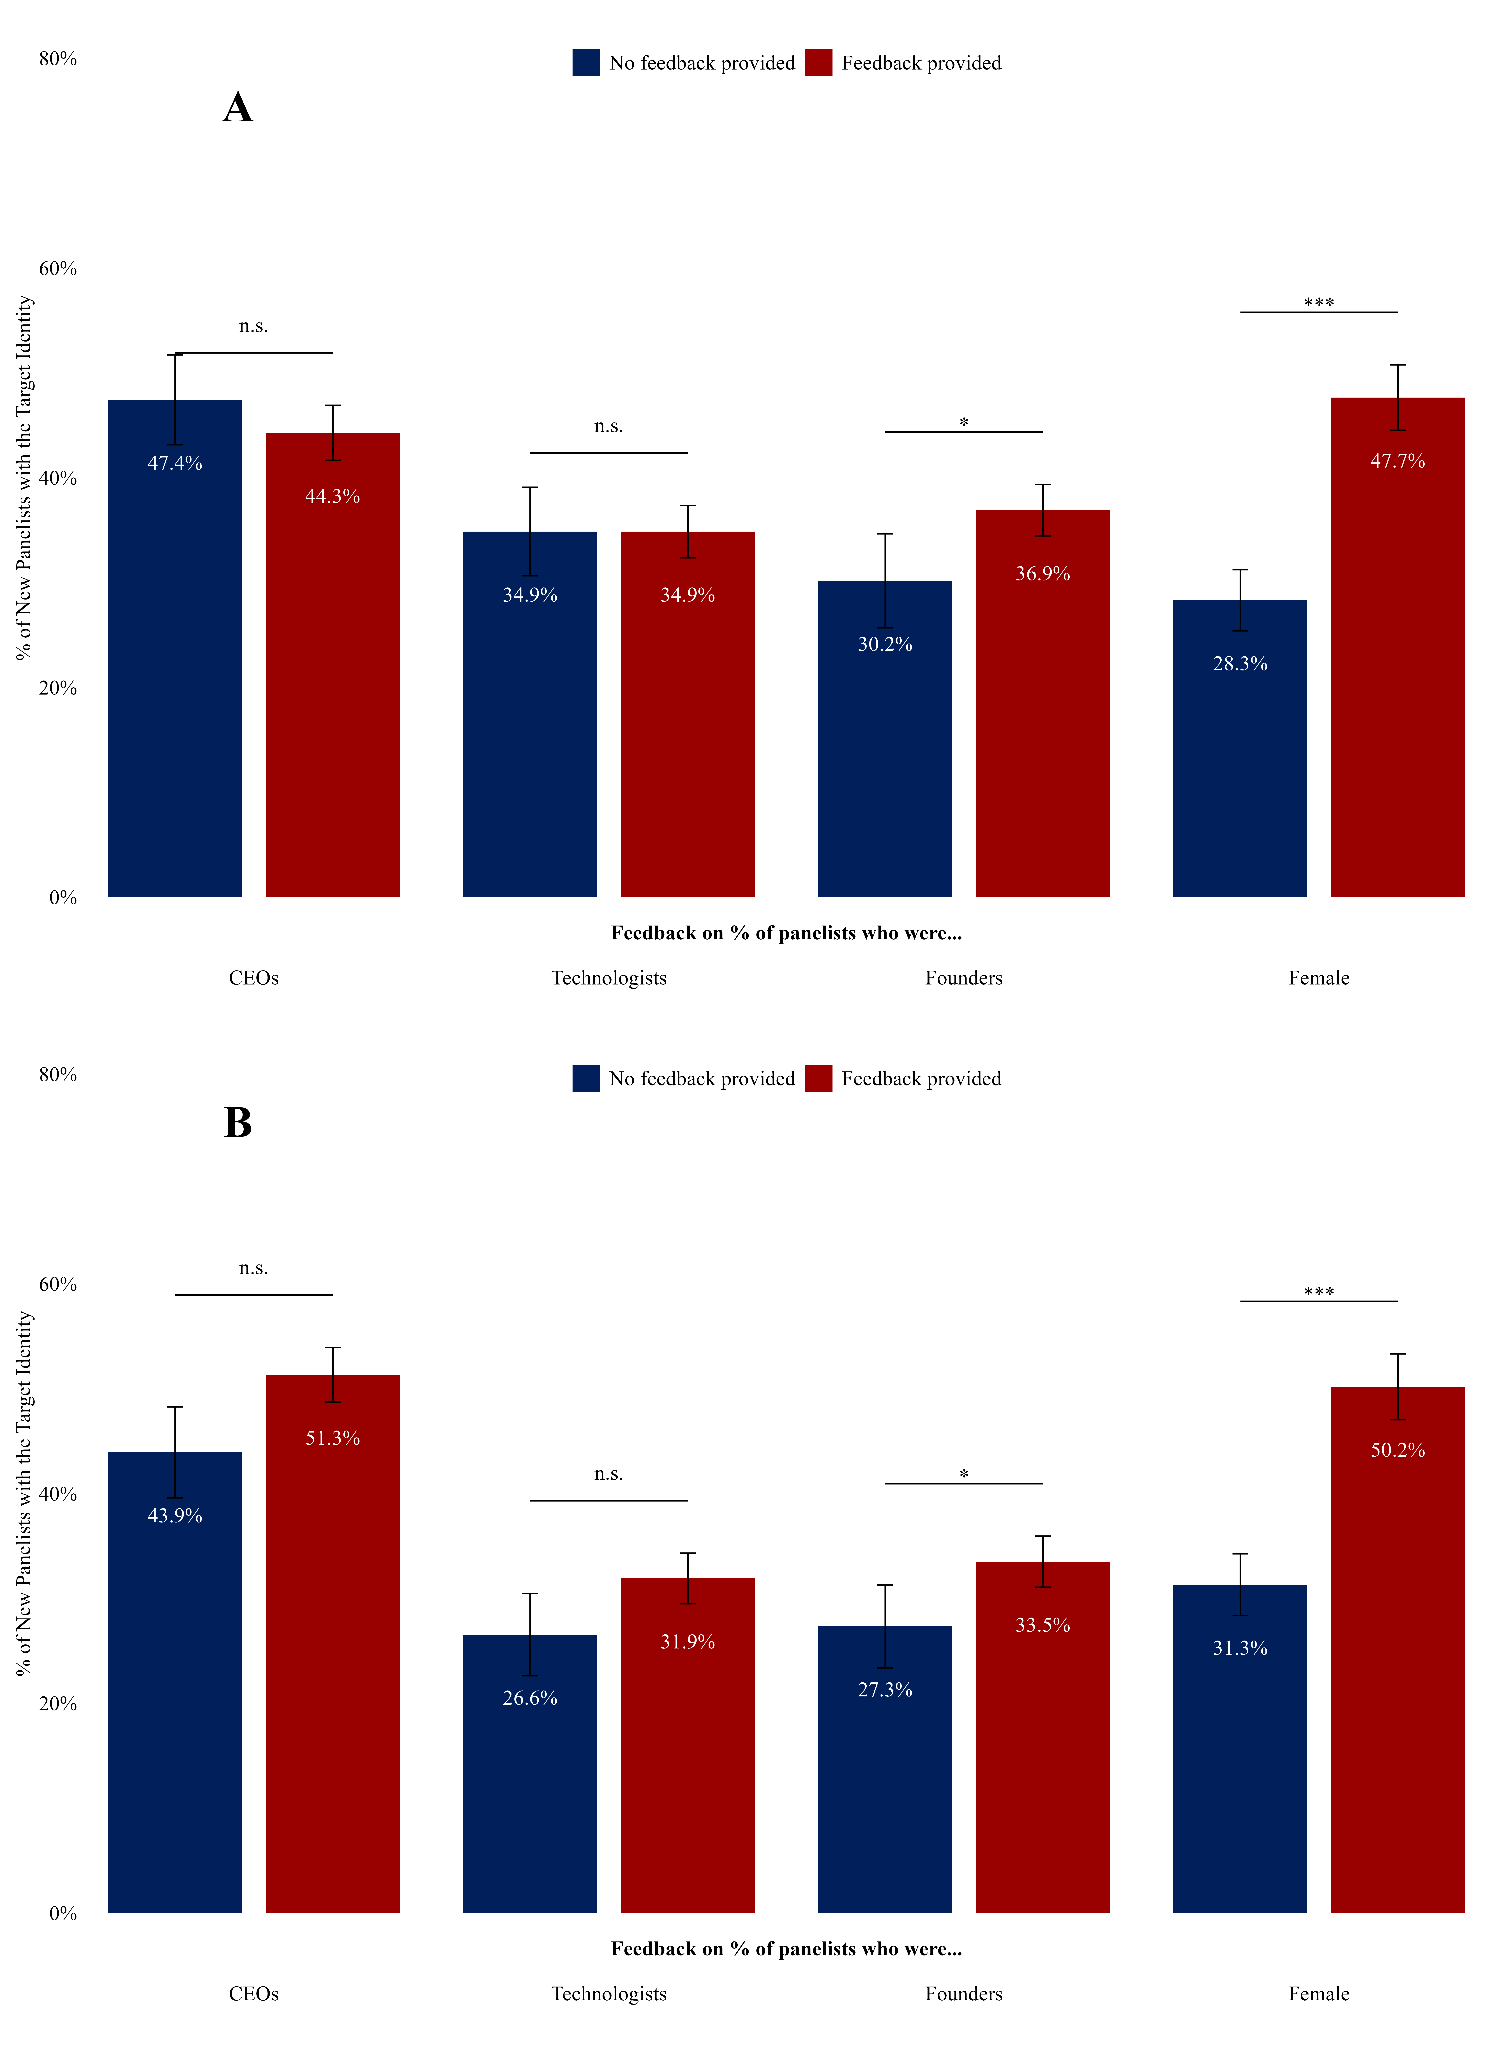 80%
No feedback provided Feedback provided
A
60%
% of New Panelists with the Target Identity
n.s.
***
n.s.
*
47.4%
44.3%
47.7%
40%
34.9%
34.9%
36.9%
30.2%
28.3%
20%
0%
Feedback on % of panelists who were...
CEOs Technologists Founders Female
80%
No feedback provided Feedback provided
B
60%
% of New Panelists with the Target Identity
n.s.
***
n.s.
*
51.3%
50.2%
40%
43.9%
31.9%
33.5%
31.3%
26.6%
27.3%
20%
0%
Feedback on % of panelists who were...
CEOs Technologists Founders Female